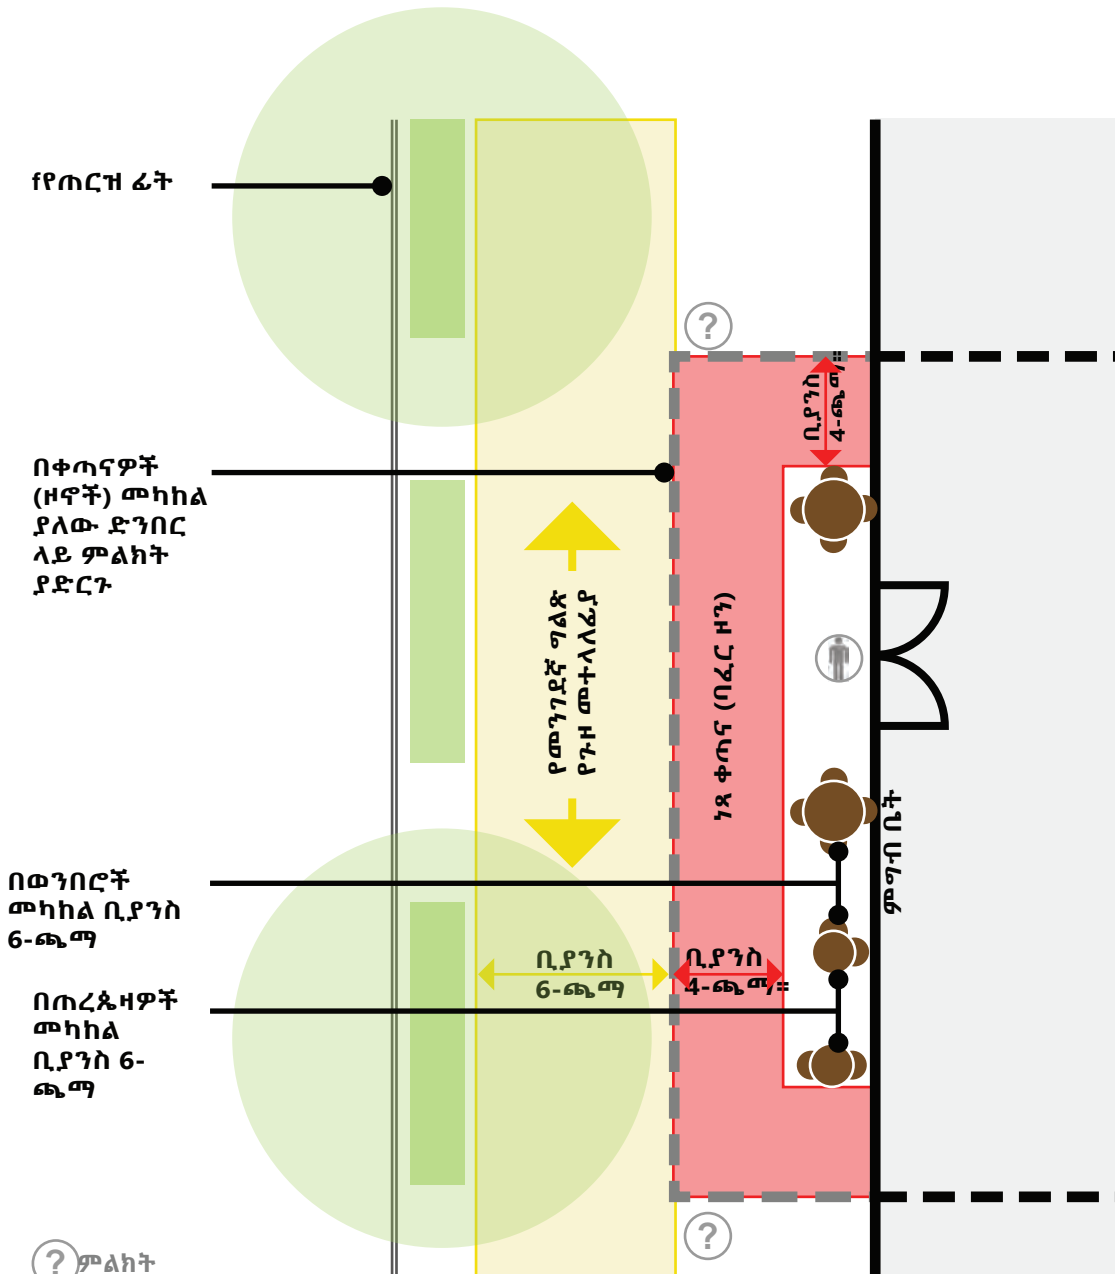 fየጠርዝ ፊት
?
ቢያንስ
4-ጫማ።
በቀጣናዎች
(ዞኖች) መካከል
ያለው ድንበር
ላይ ምልክት
ያድርጉ
የመንገደኛ ግልጽ
የጉዞ መተላለፊያ
ነጻ ቀጣና (ባፈር ዞን)
ምግብ ቤት
በወንበሮች
መካከል ቢያንስ
6-ጫማ
ቢያንስ
6-ጫማ
ቢያንስ
4-ጫማ።
በጠረጴዛዎች
መካከል
ቢያንስ 6-
ጫማ
?
? ምልክት